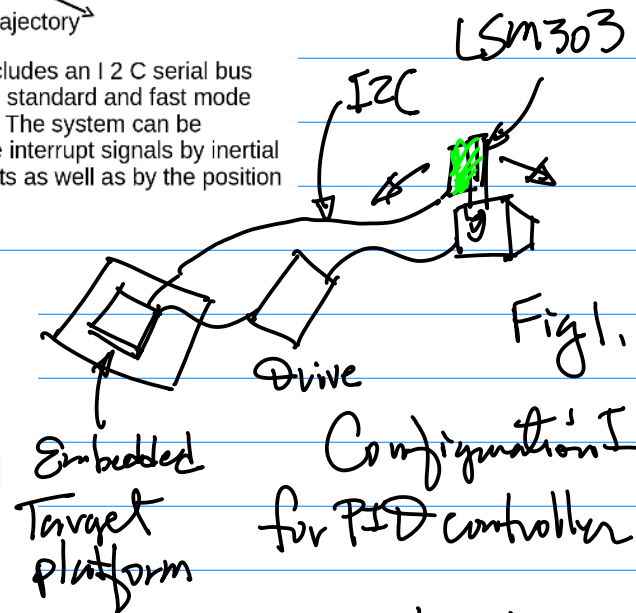 ajectory
cludes an I 2 C serial bus
standard and fast mode
The system can be
e interrupt signals by inertial
ts as well as by the position
LSM303
I2C
Fig 1.
Drive
Embedded
Target
platform
Configuration I
for PID controller